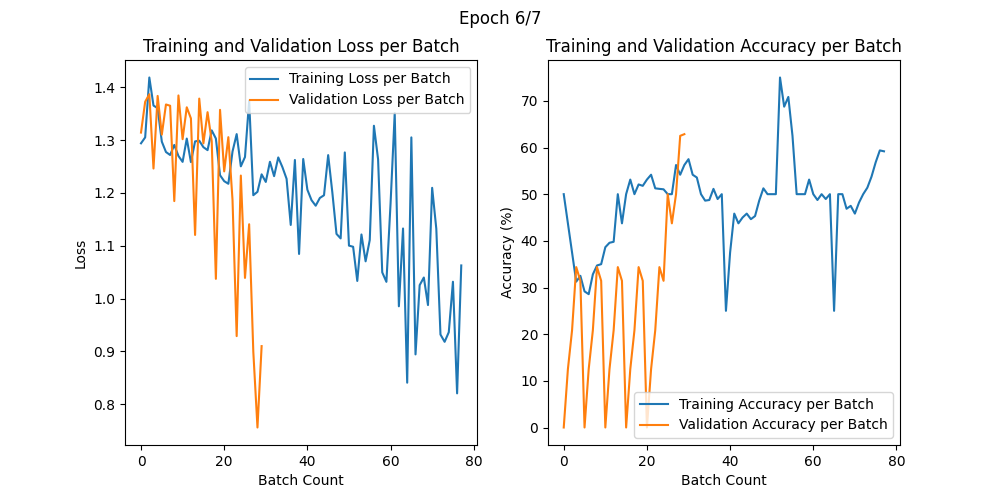 Epoch 6/7
Training and Validation Loss per Batch
Training Loss per Batch
Validation Loss per Batch
1.4
1.3
1.2
1.1
1.0
0.9
0.8
Loss
0
20
40
60
80
Batch Count
Training and Validation Accuracy per Batch
70
60
50
40
30
20
10
0
Accuracy (%)
Training Accuracy per Batch
Validation Accuracy per Batch
0
20
40
60
80
Batch Count